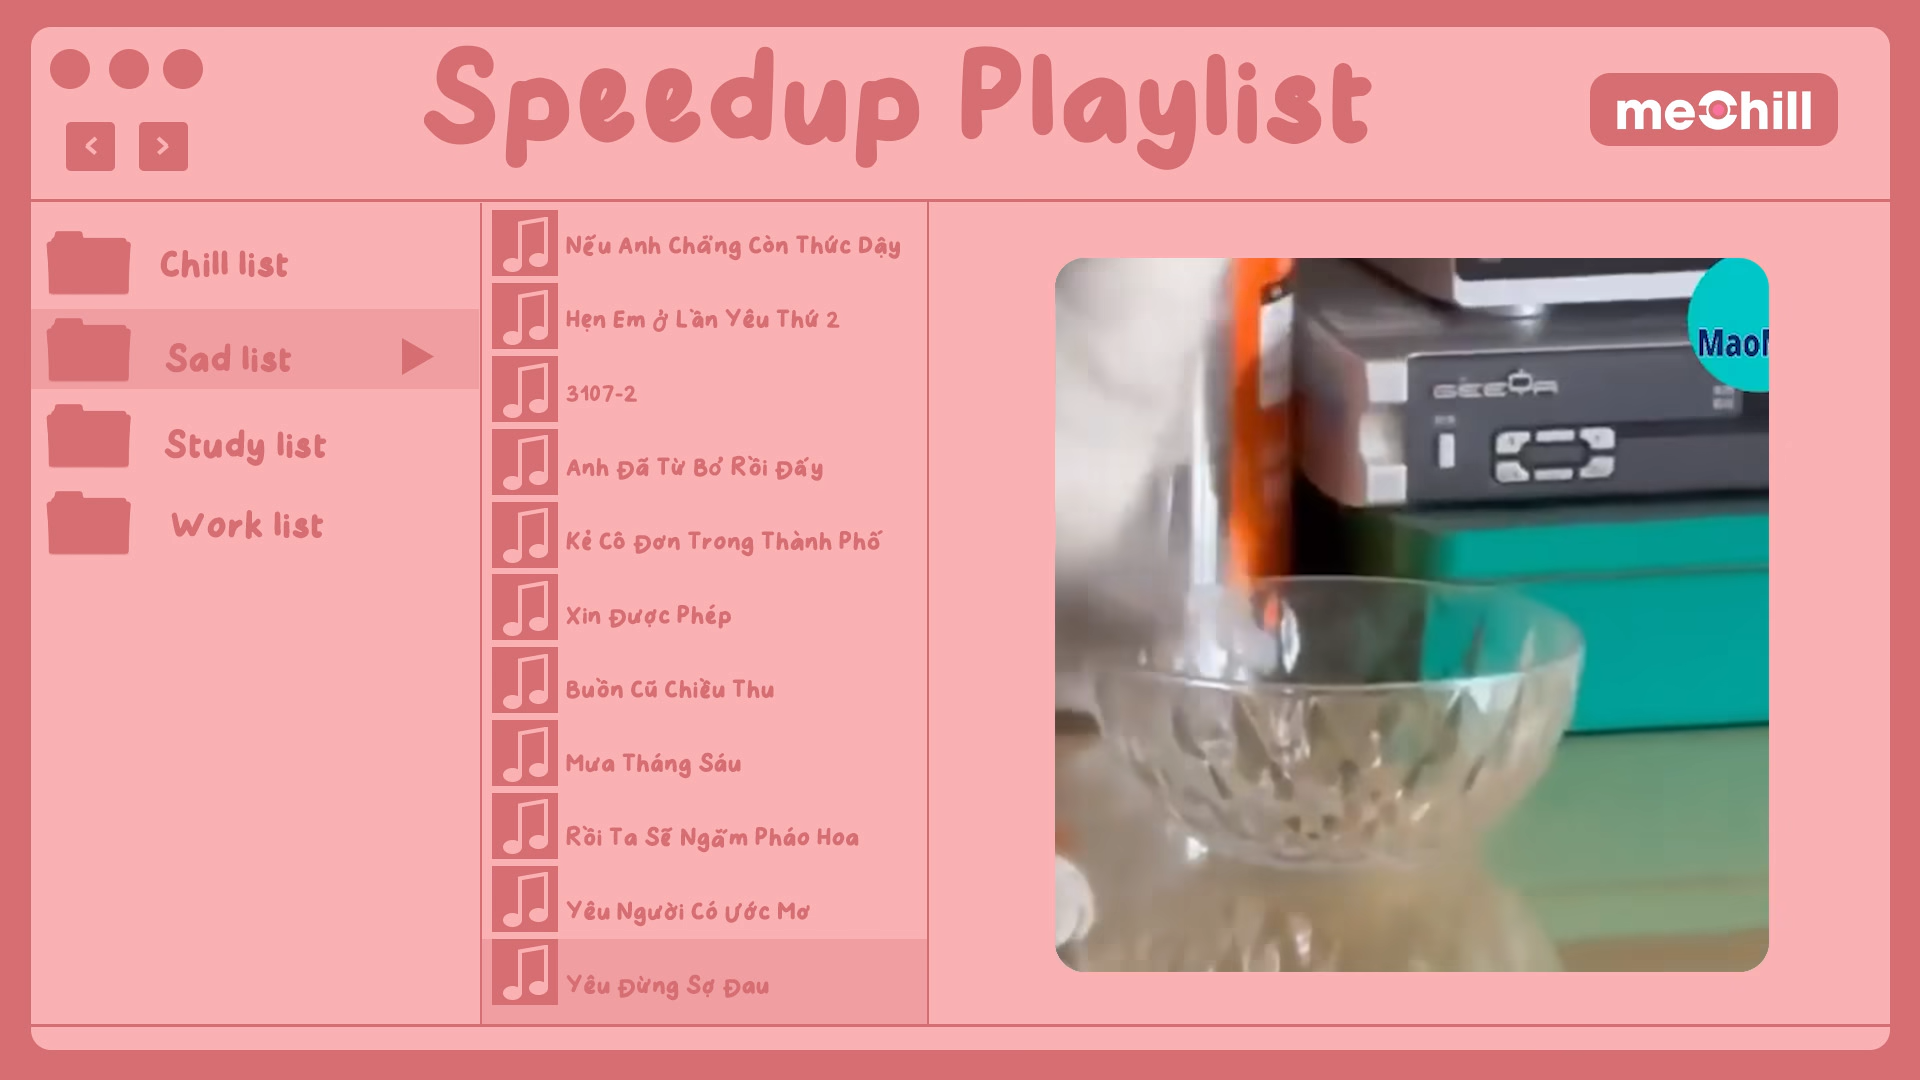 Speedup Playlist
mechill
Chill list
Sad list
Study list
Work list
Nếu Anh Chẳng Còn Thức Dậy
Hẹn Em ở Lần Yêu Thứ 2
3107-2
Anh Đã Từ Bỏ Rồi Đấy
Kẻ Cô Đơn Trong Thành Phố
Xin Được Phép
Buồn Cũ Chiều Thu
Mưa Tháng Sáu
Rồi Ta Sẽ Ngắm Pháo Hoa
Yêu Người Có Ước Mơ
Yêu Đừng Sợ Đau
GEEYA